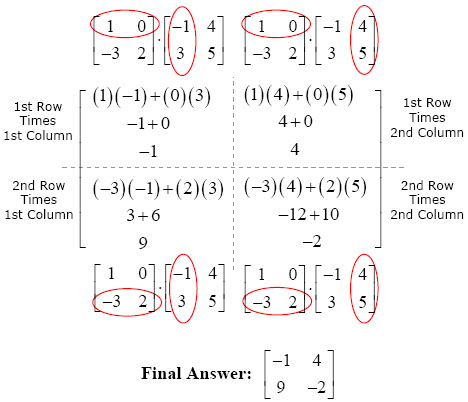 [ 1 0 ] · [ −1 4 ] [ 1 0 ] · [ −1 4 ]
[ −3 2 ] [ 3 5 ] [ −3 2 ] [ 3 5 ]
1st Row
Times
1st Column
(1)(−1)+(0)(3)
−1+0
−1
(1)(4)+(0)(5)
4+0
4
1st Row
Times
2nd Column
2nd Row
Times
1st Column
(−3)(−1)+(2)(3)
3+6
9
(−3)(4)+(2)(5)
−12+10
−2
2nd Row
Times
2nd Column
[ 1 0 ] · [ −1 4 ] [ 1 0 ] · [ −1 4 ]
[ −3 2 ] [ 3 5 ] [ −3 2 ] [ 3 5 ]
Final Answer: [ −1 4 ]
[ 9 −2 ]